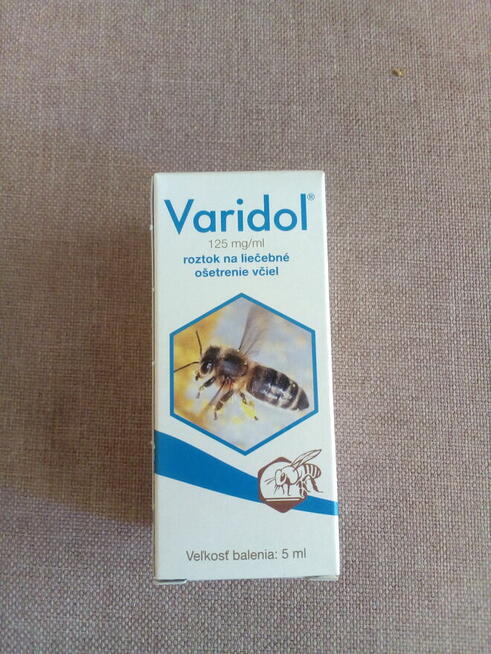 Varidol®
125 mg/ml
roztok na liečebné
ošetrenie včiel
Veľkosť balenia: 5 ml